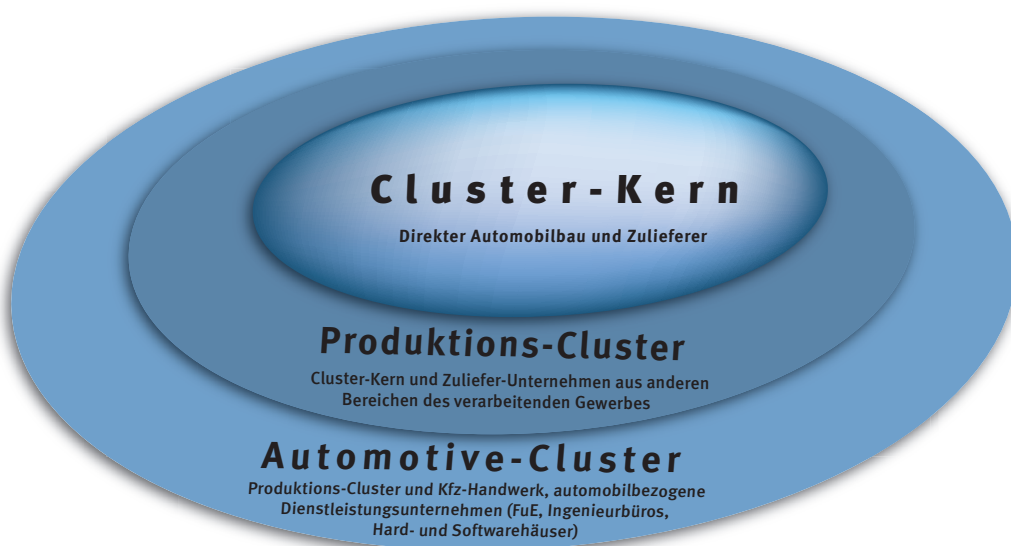 Cluster-Kern
Direkter Automobilbau und Zulieferer
Produktions-Cluster
Cluster-Kern und Zuliefer-Unternehmen aus anderen
Bereichen des verarbeitenden Gewerbes
Automotive-Cluster
Produktions-Cluster und Kfz-Handwerk, automobilbezogene
Dienstleistungsunternehmen (FuE, Ingenieurbüros,
Hard- und Softwarehäuser)